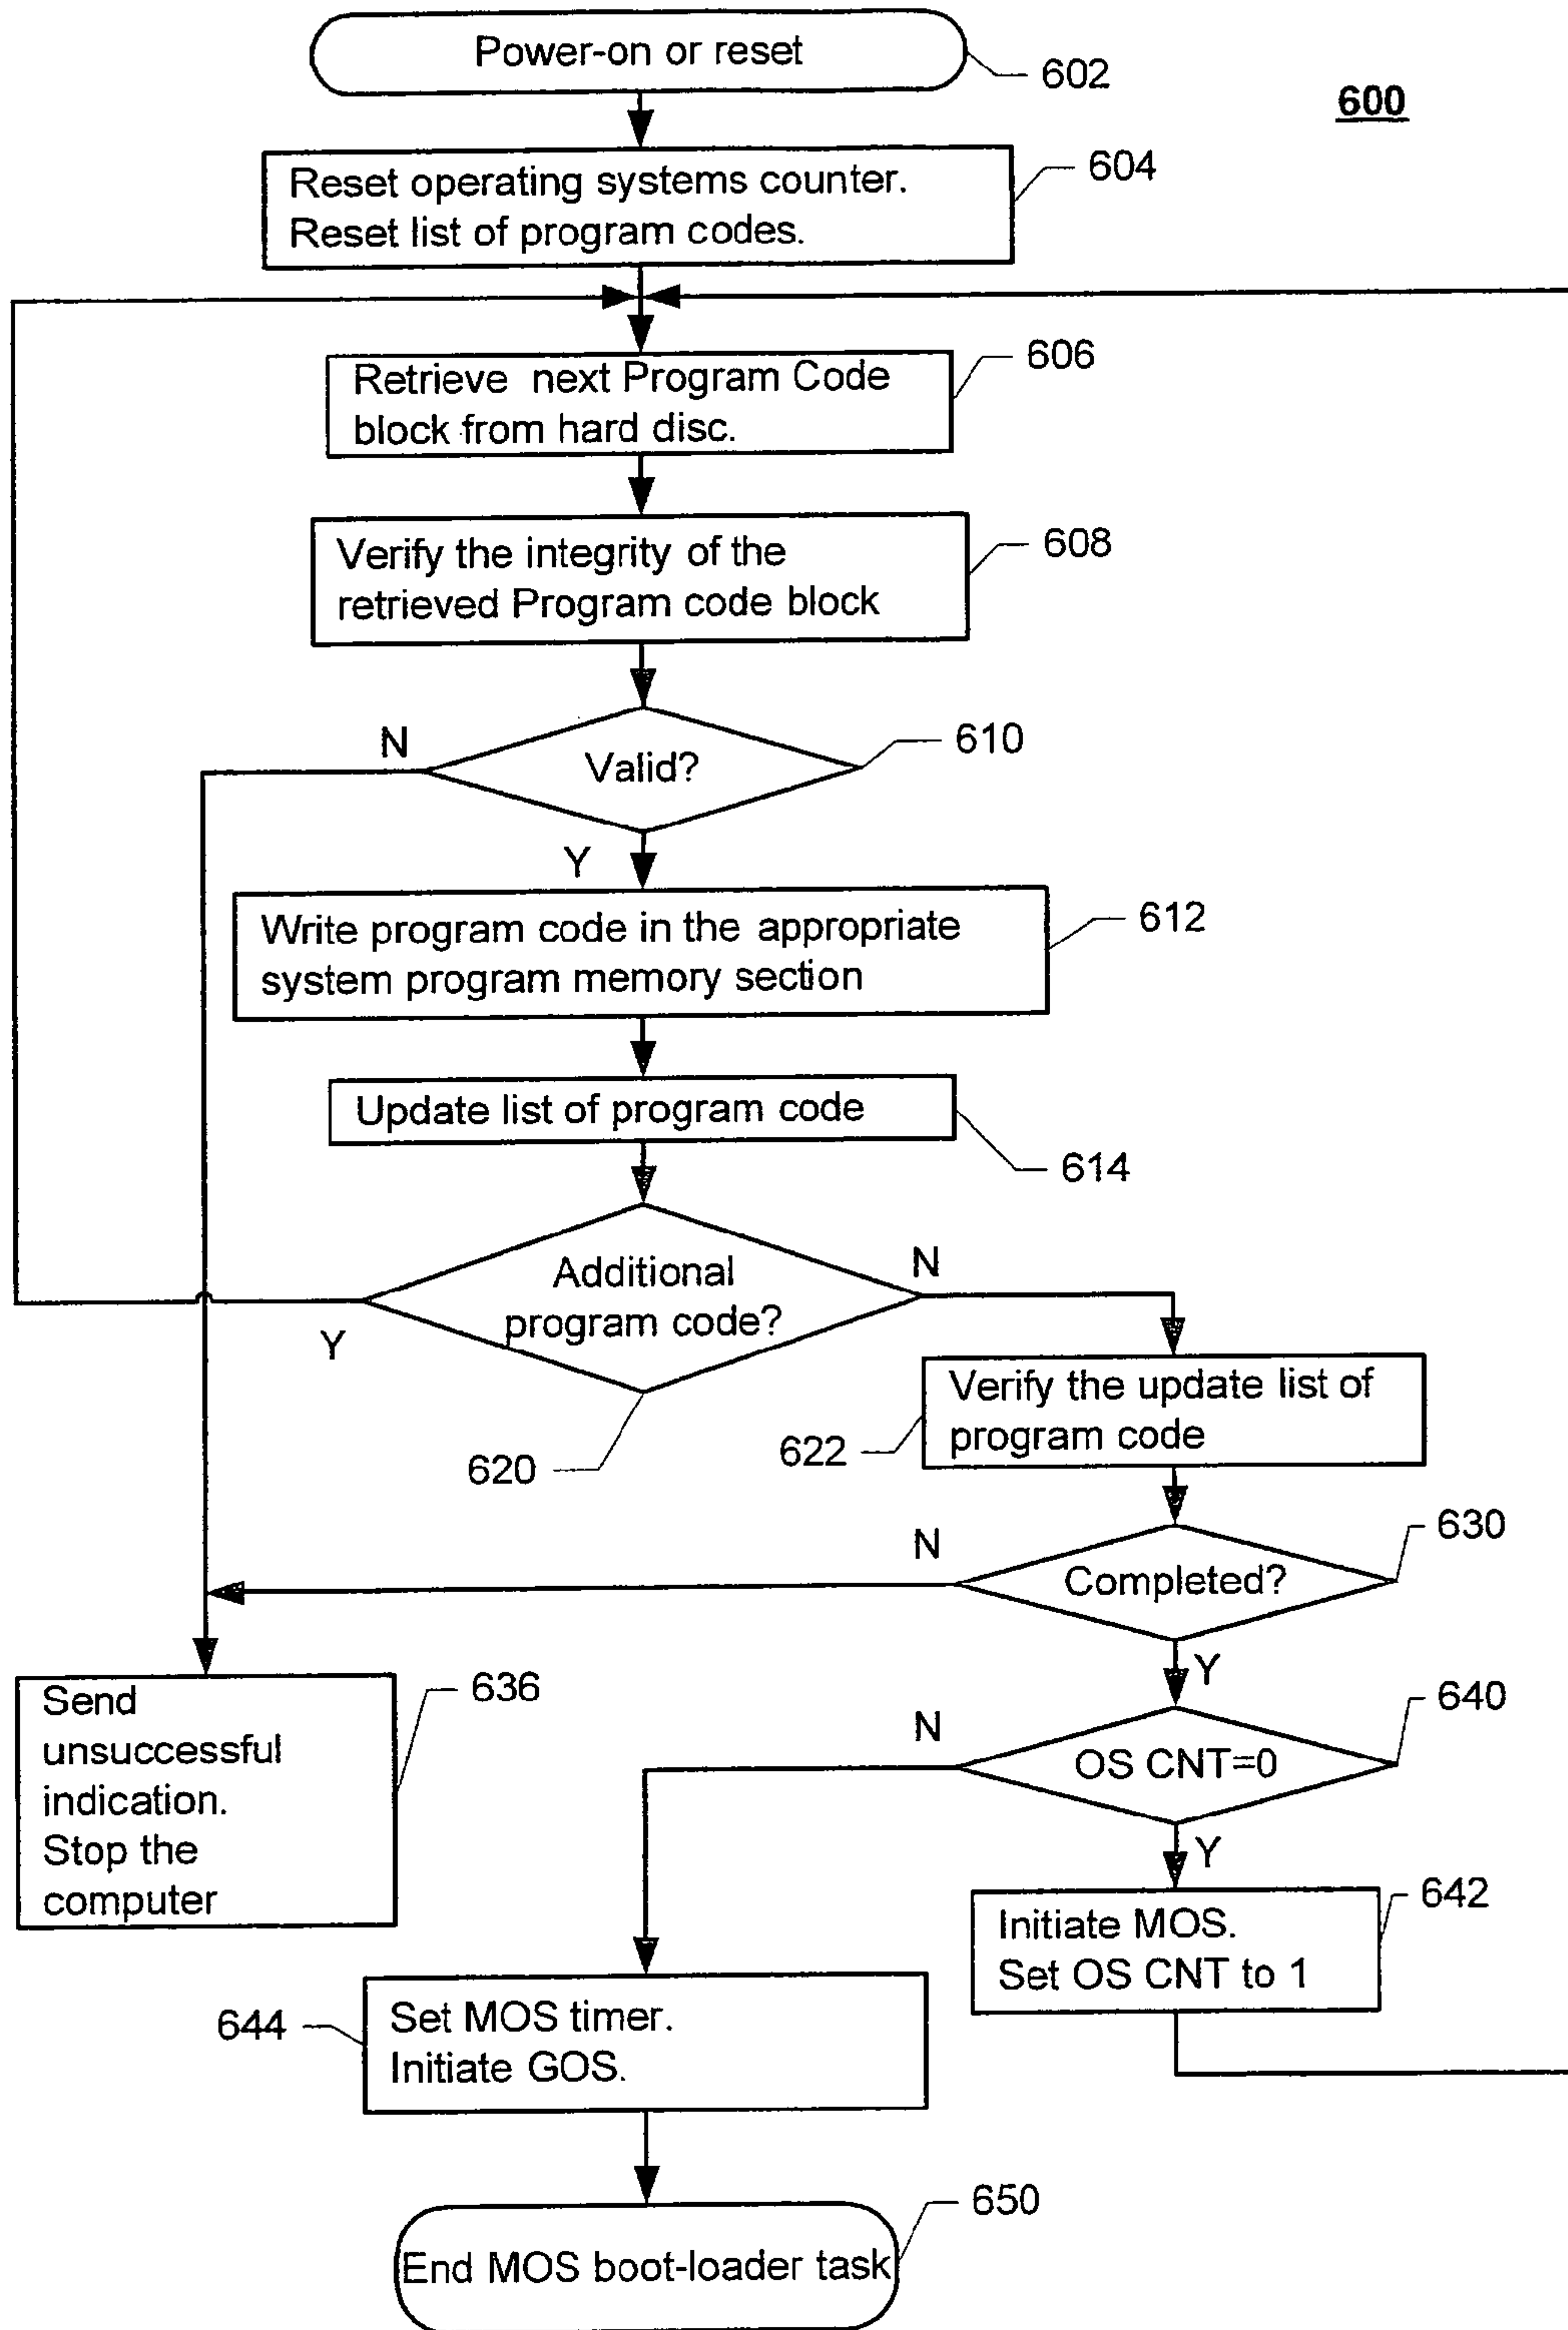 Power-on or reset
602
600
Reset operating systems counter.
Reset list of program codes.
604
Retrieve next Program Code
block from hard disc.
606
Verify the integrity of the
retrieved Program code block
608
N
Valid?
610
Y
Write program code in the appropriate
system program memory section
612
Update list of program code
614
Additional
program code?
N
Y
620
Verify the update list of
program code
622
N
Completed?
630
Y
Send
unsuccessful
indication.
Stop the
computer
636
N
OS CNT=0
640
Y
Initiate MOS.
Set OS CNT to 1
642
Set MOS timer.
Initiate GOS.
644
End MOS boot-loader task
650